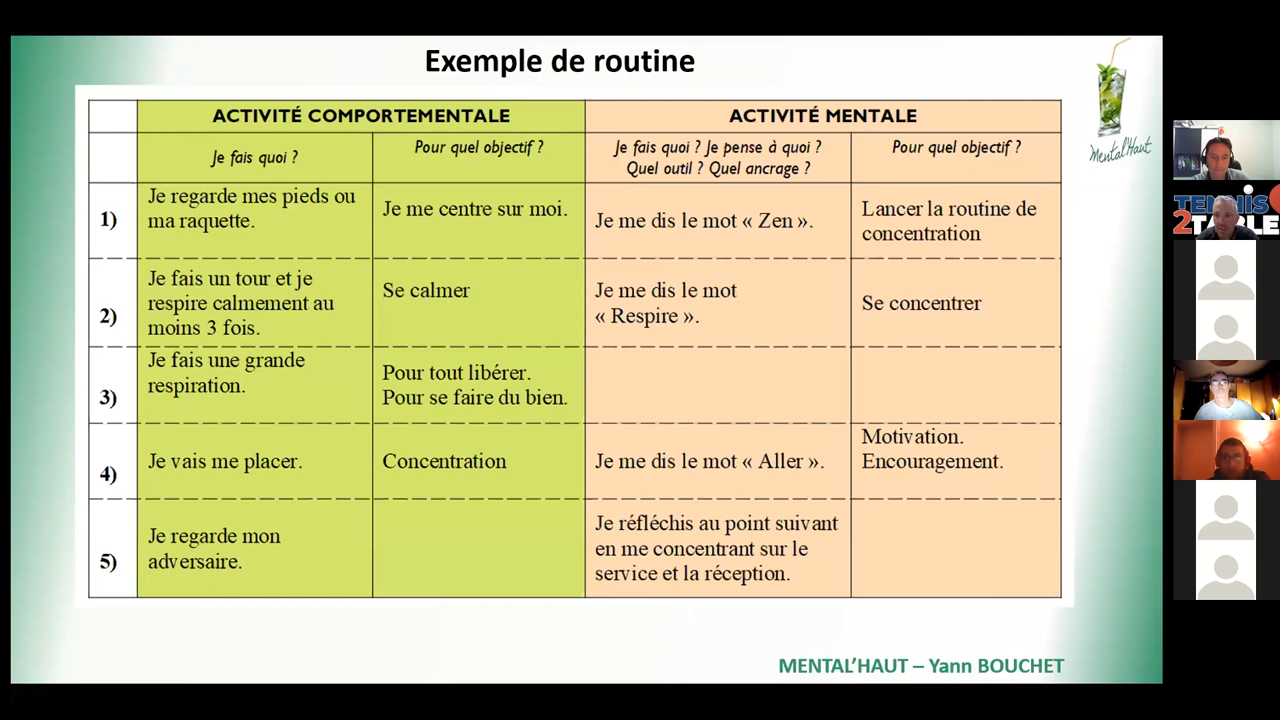 Exemple de routine
ACTIVITÉ COMPORTEMENTALE
ACTIVITÉ MENTALE
Je fais quoi ?
Pour quel objectif ?
Je fais quoi ? Je pense à quoi ?
Quel outil ? Quel ancrage ?
Pour quel objectif ?
1)
Je regarde mes pieds ou
ma raquette.
Je me centre sur moi.
Je me dis le mot « Zen ».
Lancer la routine de
concentration
2)
Je fais un tour et je
respire calmement au
moins 3 fois.
Se calmer
Je me dis le mot
« Respire ».
Se concentrer
3)
Je fais une grande
respiration.
Pour tout libérer.
Pour se faire du bien.
4)
Je vais me placer.
Concentration
Je me dis le mot « Aller ».
Motivation.
Encouragement.
5)
Je regarde mon
adversaire.
Je réfléchis au point suivant
en me concentrant sur le
service et la réception.
MENTAL'HAUT – Yann BOUCHET
Mental'Haut
TENNIS
2TABLE